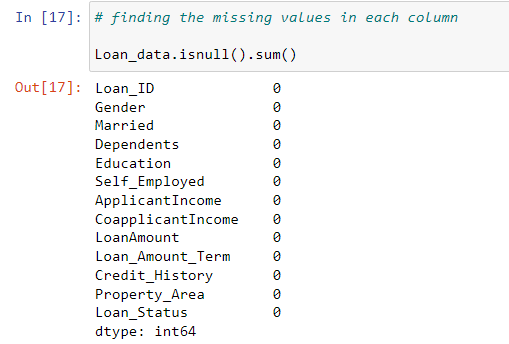 In [17]: # finding the missing values in each column
Loan_data.isnull().sum()
Out[17]: Loan_ID 0
Gender 0
Married 0
Dependents 0
Education 0
Self_Employed 0
ApplicantIncome 0
CoapplicantIncome 0
LoanAmount 0
Loan_Amount_Term 0
Credit_History 0
Property_Area 0
Loan_Status 0
dtype: int64